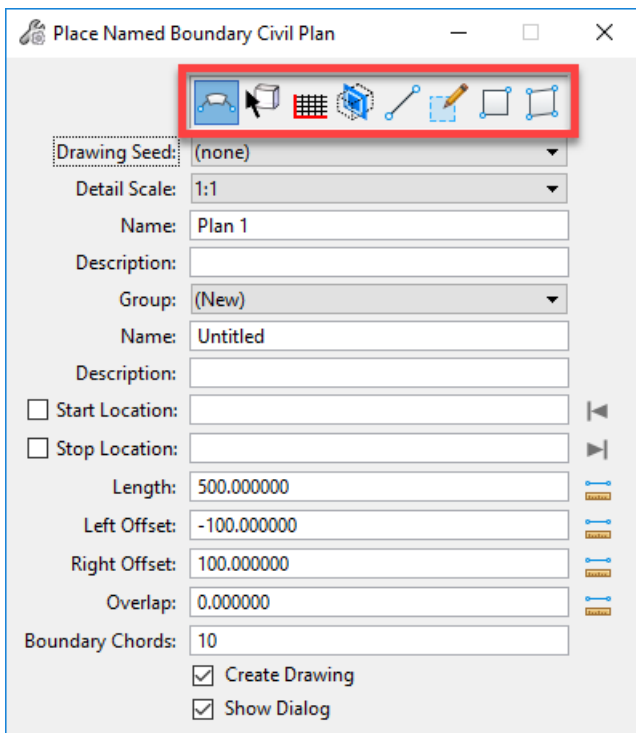 Place Named Boundary Civil Plan
Drawing Seed: (none)
Detail Scale: 1:1
Name: Plan 1
Description:
Group: (New)
Name: Untitled
Description:
Start Location:
Stop Location:
Length: 500.000000
Left Offset: -100.000000
Right Offset: 100.000000
Overlap: 0.000000
Boundary Chords: 10
Create Drawing
Show Dialog